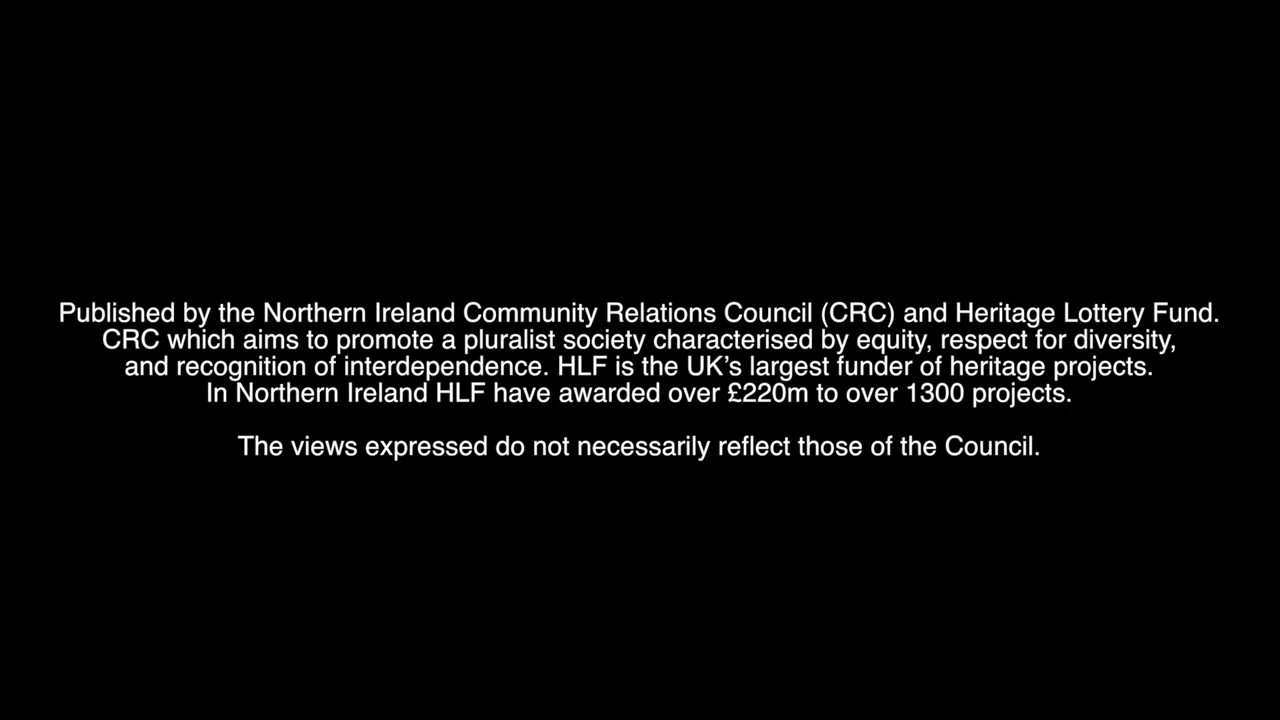 Published by the Northern Ireland Community Relations Council (CRC) and Heritage Lottery Fund.
CRC which aims to promote a pluralist society characterised by equity, respect for diversity,
and recognition of interdependence. HLF is the UK’s largest funder of heritage projects.
In Northern Ireland HLF have awarded over £220m to over 1300 projects.
The views expressed do not necessarily reflect those of the Council.